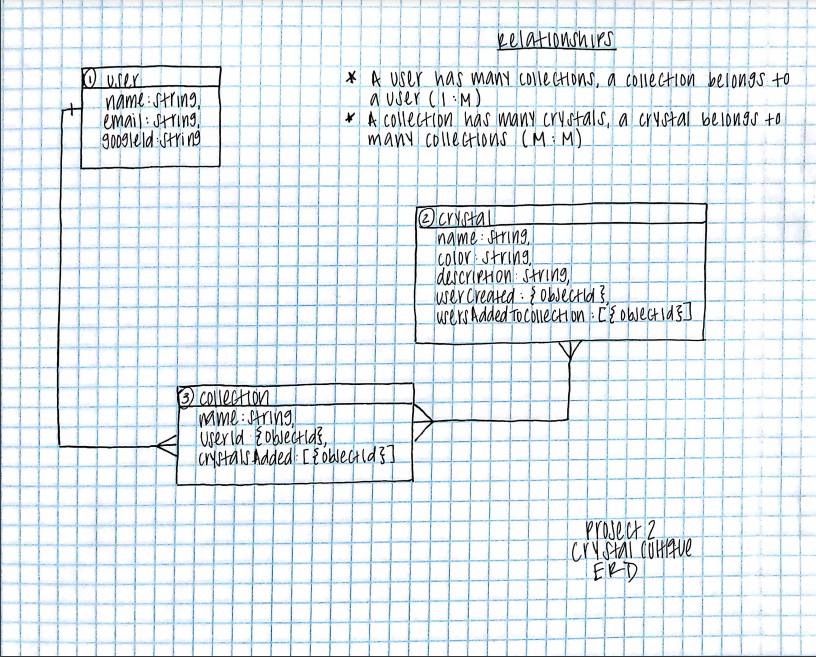 Relationships
* A user has many collections, a collection belongs to
a user (1:M)
* A collection has many crystals, a crystal belongs to
many collections (M:M)
① user
name: string,
email: string,
googleId: string
② crystal
name: string,
color: string,
description: string,
userCreated: {objectId},
usersAddedToCollection: [{objectId}]
③ collection
name: string,
userId: {objectId},
crystalsAdded: [{objectId}]
Project 2
Crystal
ERD